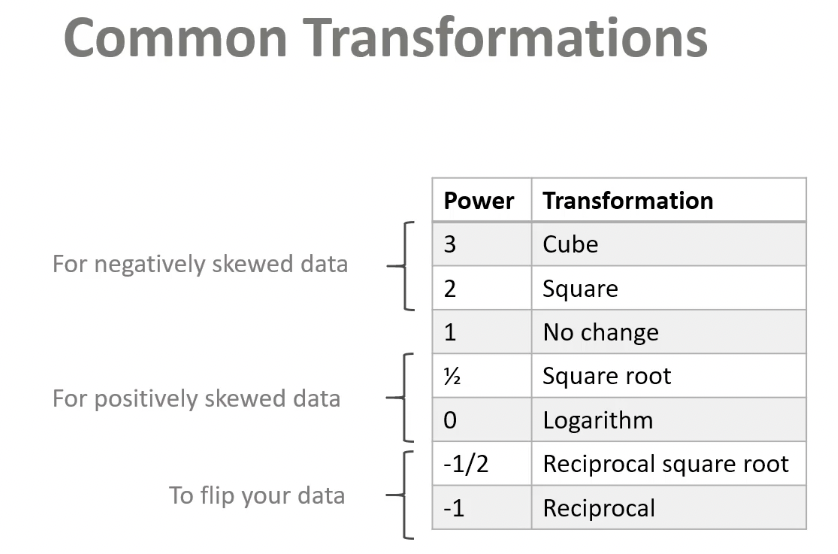 Common Transformations
Power Transformation
For negatively skewed data
3 Cube
2 Square
1 No change
For positively skewed data
½ Square root
0 Logarithm
To flip your data
-1/2 Reciprocal square root
-1 Reciprocal